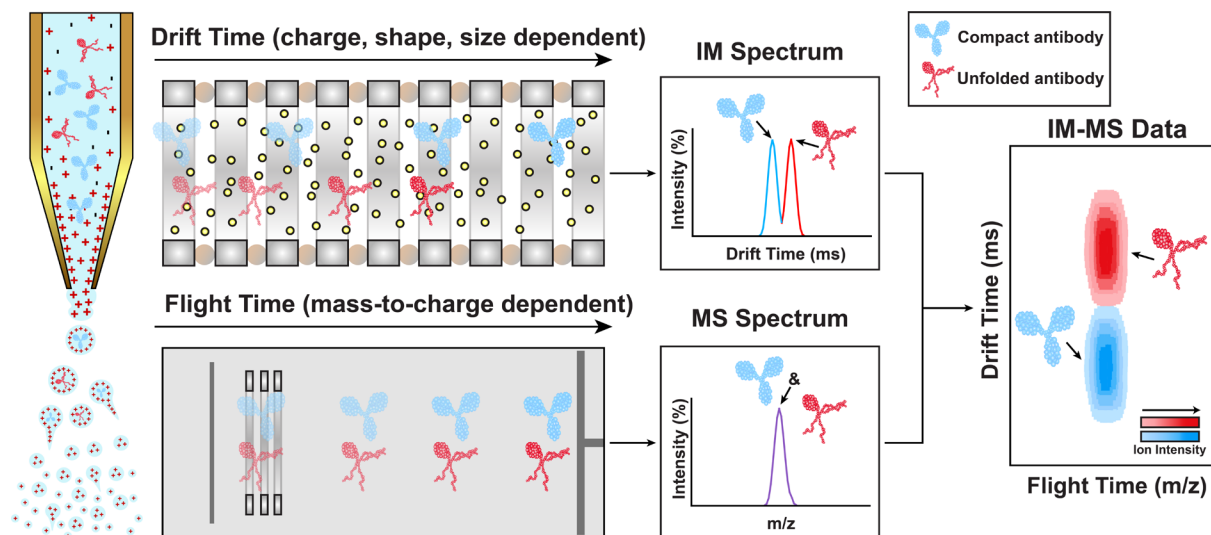 Drift Time (charge, shape, size dependent)
IM Spectrum
Intensity (%)
Drift Time (ms)
Compact antibody
Unfolded antibody
Flight Time (mass-to-charge dependent)
MS Spectrum
Intensity (%)
&
m/z
IM-MS Data
Drift Time (ms)
Ion Intensity
Flight Time (m/z)